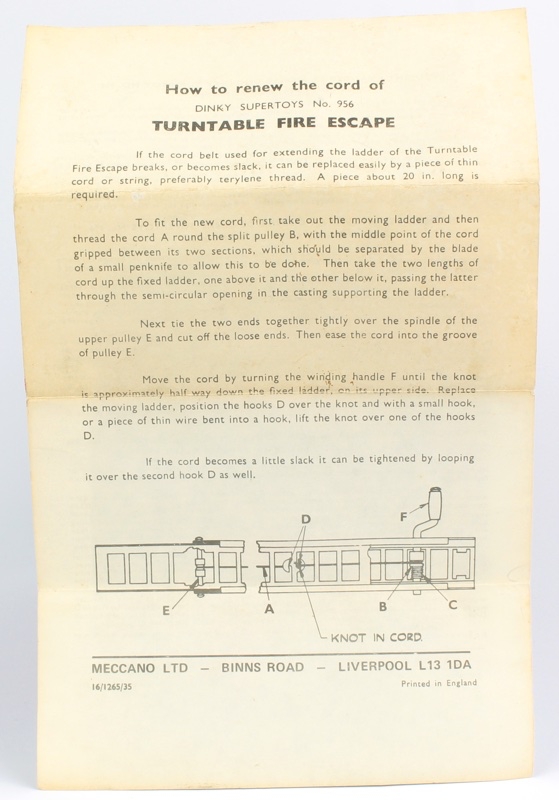 How to renew the cord of
DINKY SUPERTOYS No. 956
TURNTABLE FIRE ESCAPE
If the cord belt used for extending the ladder of the Turntable
Fire Escape breaks, or becomes slack, it can be replaced easily by a piece of thin
cord or string, preferably terylene thread. A piece about 20 in. long is
required.
To fit the new cord, first take out the moving ladder and then
thread the cord A round the split pulley B, with the middle point of the cord
gripped between its two sections, which should be separated by the blade
of a small penknife to allow this to be done. Then take the two lengths of
cord up the fixed ladder, one above it and the other below it, passing the latter
through the semi-circular opening in the casting supporting the ladder.
Next tie the two ends together tightly over the spindle of the
upper pulley E and cut off the loose ends. Then ease the cord into the groove
of pulley E.
Move the cord by turning the winding handle F until the knot
is approximately half way down the fixed ladder, on its upper side. Replace
the moving ladder, position the hooks D over the knot and with a small hook,
or a piece of thin wire bent into a hook, lift the knot over one of the hooks
D.
If the cord becomes a little slack it can be tightened by looping
it over the second hook D as well.
D
F
E
A
B
C
KNOT IN CORD.
MECCANO LTD — BINNS ROAD — LIVERPOOL L13 1DA
16/1265/35
Printed in England